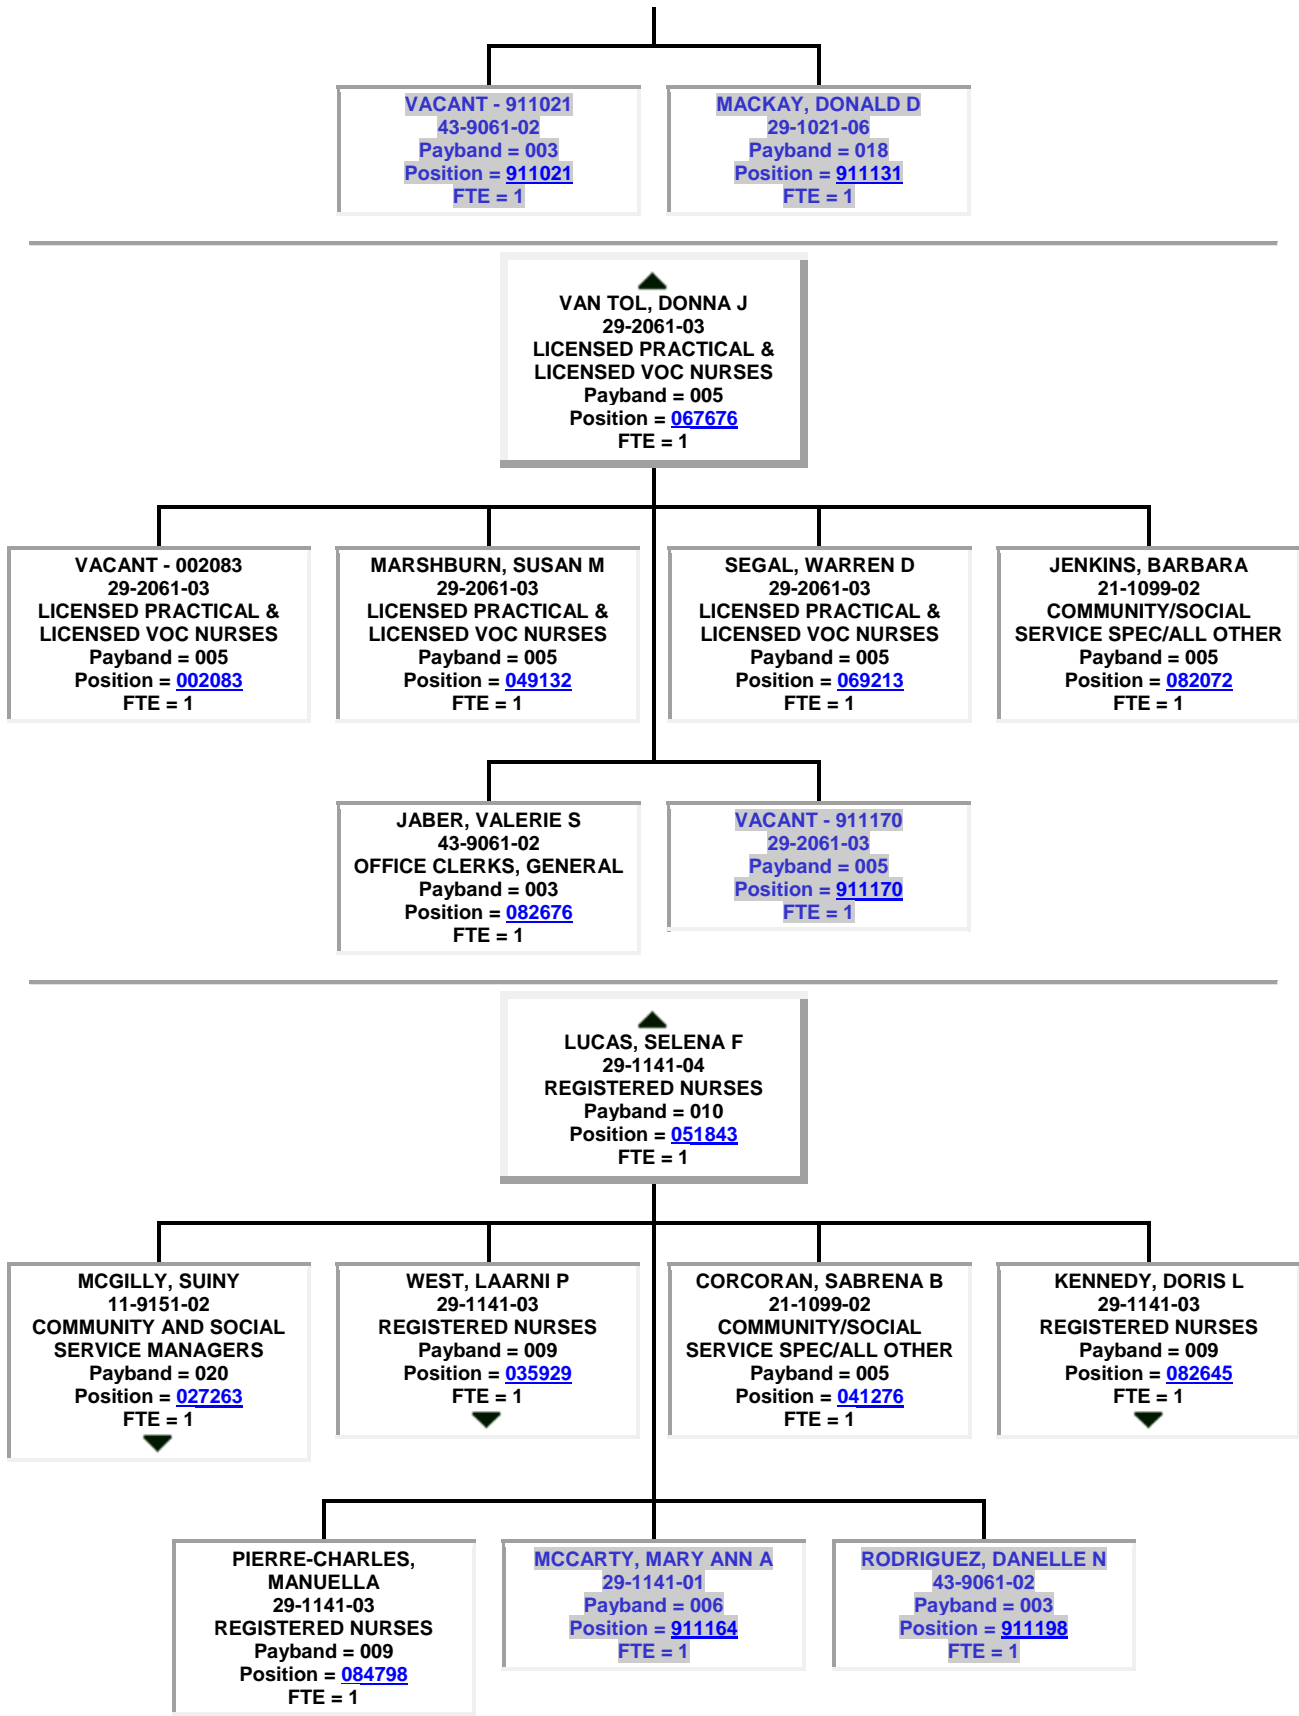 VACANT - 911021
43-9061-02
Payband = 003
Position = 911021
FTE = 1
MACKAY, DONALD D
29-1021-06
Payband = 018
Position = 911131
FTE = 1
VAN TOL, DONNA J
29-2061-03
LICENSED PRACTICAL &
LICENSED VOC NURSES
Payband = 005
Position = 067676
FTE = 1
VACANT - 002083
29-2061-03
LICENSED PRACTICAL &
LICENSED VOC NURSES
Payband = 005
Position = 002083
FTE = 1
MARSHBURN, SUSAN M
29-2061-03
LICENSED PRACTICAL &
LICENSED VOC NURSES
Payband = 005
Position = 049132
FTE = 1
SEGAL, WARREN D
29-2061-03
LICENSED PRACTICAL &
LICENSED VOC NURSES
Payband = 005
Position = 069213
FTE = 1
JENKINS, BARBARA
21-1099-02
COMMUNITY/SOCIAL
SERVICE SPEC/ALL OTHER
Payband = 005
Position = 082072
FTE = 1
JABER, VALERIE S
43-9061-02
OFFICE CLERKS, GENERAL
Payband = 003
Position = 082676
FTE = 1
VACANT - 911170
29-2061-03
Payband = 005
Position = 911170
FTE = 1
LUCAS, SELENA F
29-1141-04
REGISTERED NURSES
Payband = 010
Position = 051843
FTE = 1
MCGILLY, SUINY
11-9151-02
COMMUNITY AND SOCIAL
SERVICE MANAGERS
Payband = 020
Position = 027263
FTE = 1
WEST, LAARNI P
29-1141-03
REGISTERED NURSES
Payband = 009
Position = 035929
FTE = 1
CORCORAN, SABRENA B
21-1099-02
COMMUNITY/SOCIAL
SERVICE SPEC/ALL OTHER
Payband = 005
Position = 041276
FTE = 1
KENNEDY, DORIS L
29-1141-03
REGISTERED NURSES
Payband = 009
Position = 082645
FTE = 1
PIERRE-CHARLES,
MANUELLA
29-1141-03
REGISTERED NURSES
Payband = 009
Position = 084798
FTE = 1
MCCARTY, MARY ANN A
29-1141-01
Payband = 006
Position = 911164
FTE = 1
RODRIGUEZ, DANELLE N
43-9061-02
Payband = 003
Position = 911198
FTE = 1